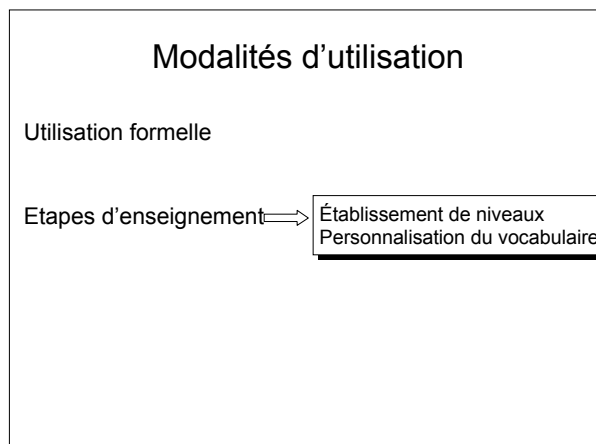 Modalités d’utilisation
Utilisation formelle
Etapes d’enseignement
Établissement de niveaux
Personnalisation du vocabulaire